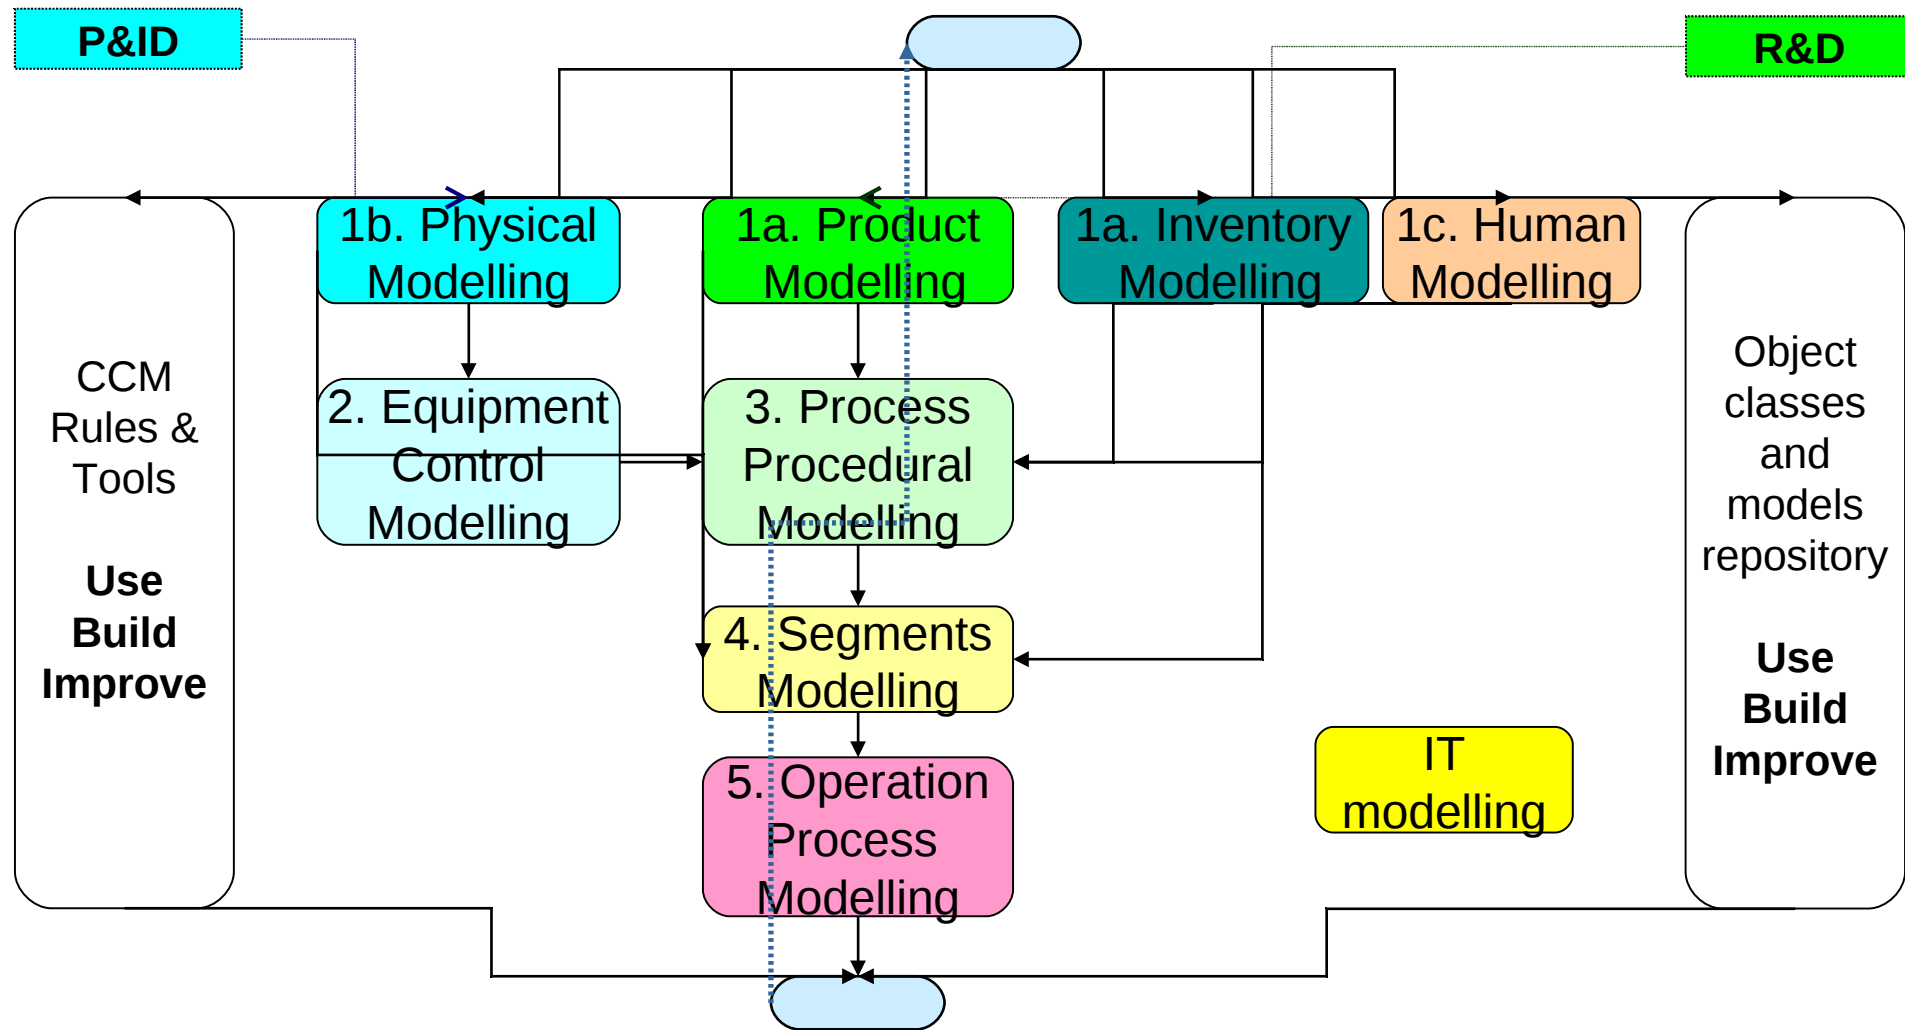 P&ID
R&D
1b. Physical
Modelling
1a. Product
Modelling
1a. Inventory
Modelling
1c. Human
Modelling
CCM
Rules &
Tools
Use
Build
Improve
2. Equipment
Control
Modelling
3. Process
Procedural
Modelling
Object
classes
and
models
repository
Use
Build
Improve
4. Segments
Modelling
5. Operation
Process
Modelling
IT
modelling